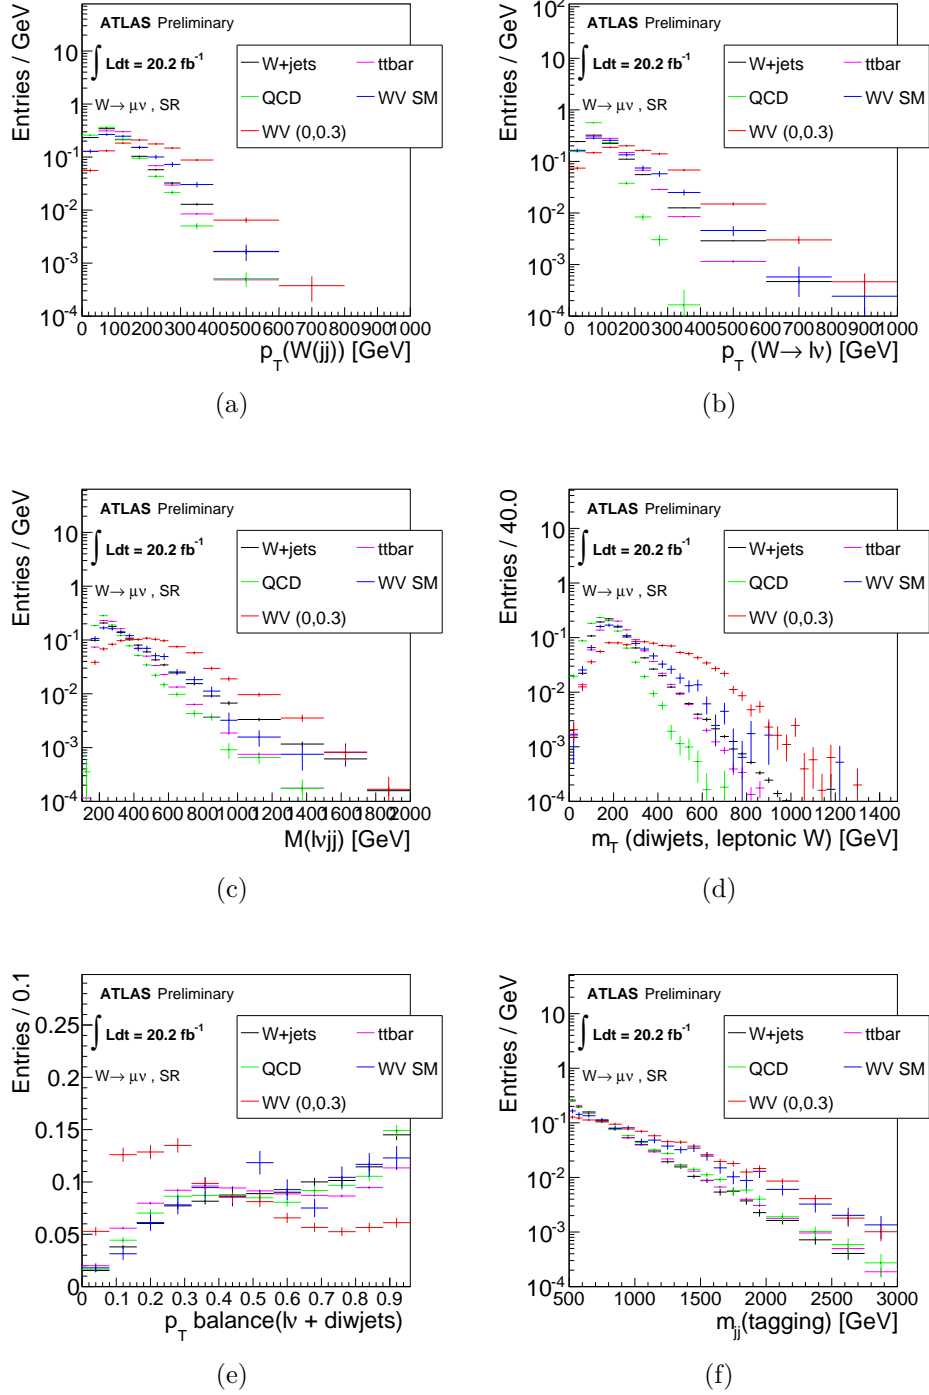 ATLAS Preliminary
∫ Ldt = 20.2 fb⁻¹
W→ μν , SR
W+jets ttbar
QCD WV SM
WV (0,0.3)
Entries / GeV
10
1
10⁻¹
10⁻²
10⁻³
10⁻⁴
0 100 200 300 400 500 600 700 800 900 1000
p_T(W(jj)) [GeV]
(a)
ATLAS Preliminary
∫ Ldt = 20.2 fb⁻¹
W→ μν , SR
W+jets ttbar
QCD WV SM
WV (0,0.3)
Entries / GeV
10²
10
1
10⁻¹
10⁻²
10⁻³
10⁻⁴
0 100 200 300 400 500 600 700 800 900 1000
p_T (W→ lν) [GeV]
(b)
ATLAS Preliminary
∫ Ldt = 20.2 fb⁻¹
W→ μν , SR
W+jets ttbar
QCD WV SM
WV (0,0.3)
Entries / GeV
10
1
10⁻¹
10⁻²
10⁻³
10⁻⁴
200 400 600 800 1000 1200 1400 1600 1800 2000
M(lνjj) [GeV]
(c)
ATLAS Preliminary
∫ Ldt = 20.2 fb⁻¹
W→ μν , SR
W+jets ttbar
QCD WV SM
WV (0,0.3)
Entries / 40.0
10
1
10⁻¹
10⁻²
10⁻³
10⁻⁴
0 200 400 600 800 1000 1200 1400
m_T (diwjets, leptonic W) [GeV]
(d)
ATLAS Preliminary
∫ Ldt = 20.2 fb⁻¹
W→ μν , SR
W+jets ttbar
QCD WV SM
WV (0,0.3)
Entries / 0.1
0.25
0.2
0.15
0.1
0.05
0
0 0.1 0.2 0.3 0.4 0.5 0.6 0.7 0.8 0.9
p_T balance(lν + diwjets)
(e)
ATLAS Preliminary
∫ Ldt = 20.2 fb⁻¹
W→ μν , SR
W+jets ttbar
QCD WV SM
WV (0,0.3)
Entries / GeV
10
1
10⁻¹
10⁻²
10⁻³
10⁻⁴
500 1000 1500 2000 2500 3000
m_jj(tagging) [GeV]
(f)